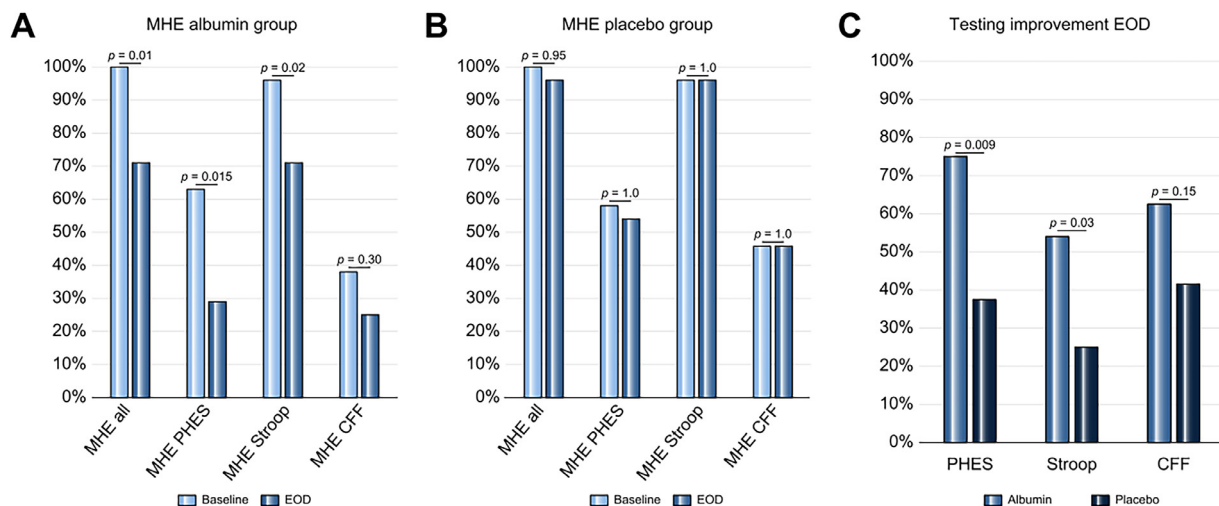 A
MHE albumin group
100%
90%
80%
70%
60%
50%
40%
30%
20%
10%
0%
p = 0.01
p = 0.015
p = 0.02
p = 0.30
MHE all
MHE PHES
MHE Stroop
MHE CFF
Baseline
EOD
B
MHE placebo group
100%
90%
80%
70%
60%
50%
40%
30%
20%
10%
0%
p = 0.95
p = 1.0
p = 1.0
p = 1.0
MHE all
MHE PHES
MHE Stroop
MHE CFF
Baseline
EOD
C
Testing improvement EOD
100%
90%
80%
70%
60%
50%
40%
30%
20%
10%
0%
p = 0.009
p = 0.03
p = 0.15
PHES
Stroop
CFF
Albumin
Placebo